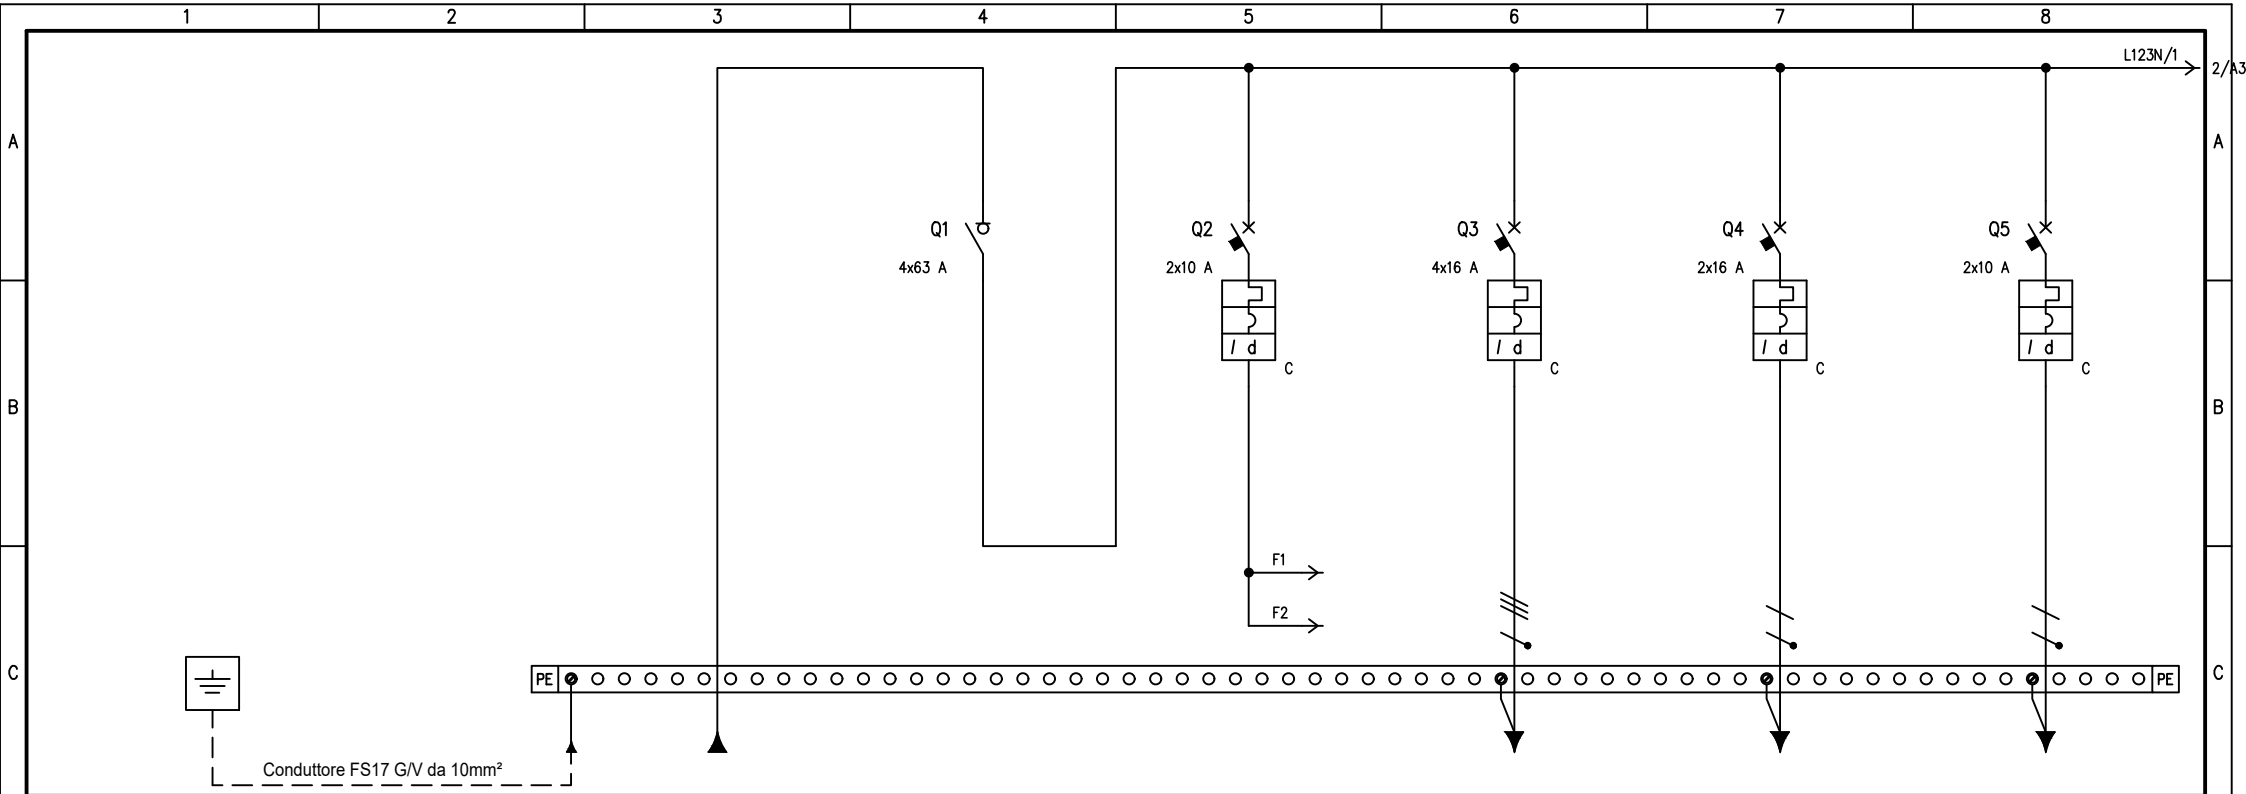 1 2 3 4 5 6 7 8
L123N/1
2/A3
A A
Q1 Q2 Q3 Q4 Q5
4x63 A 2x10 A 4x16 A 2x16 A 2x10 A
I d I d I d I d
C C C C
B B
F1
F2
C C
PE PE
Conduttore FS17 G/V da 10mm²